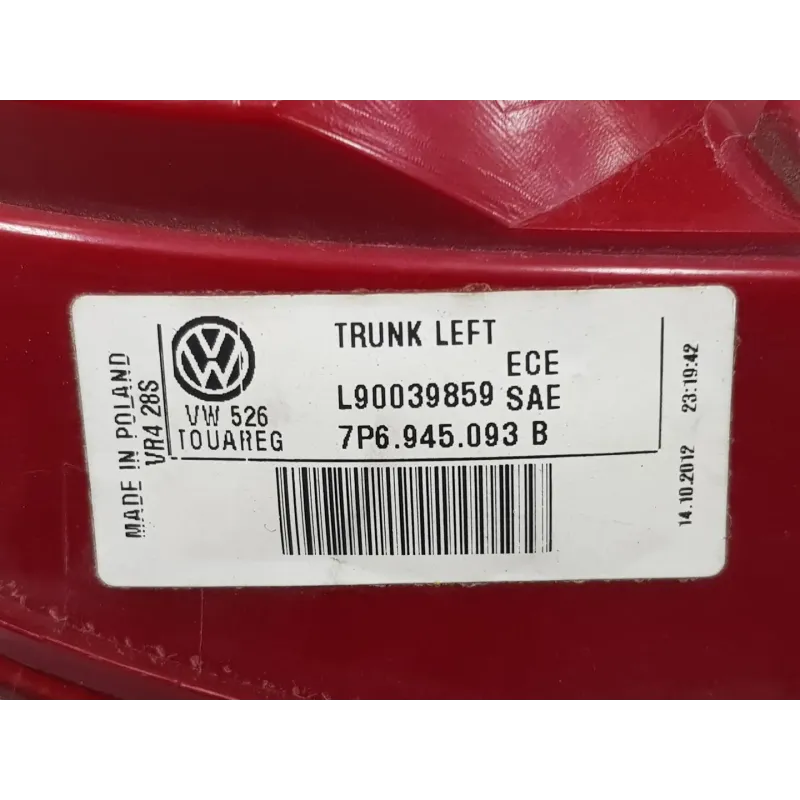 MADE IN POLAND
VR4 28S
VW 526
TOUAREG
TRUNK LEFT
ECE
L90039859 SAE
7P6.945.093 B
14.10.2012 23:19:42